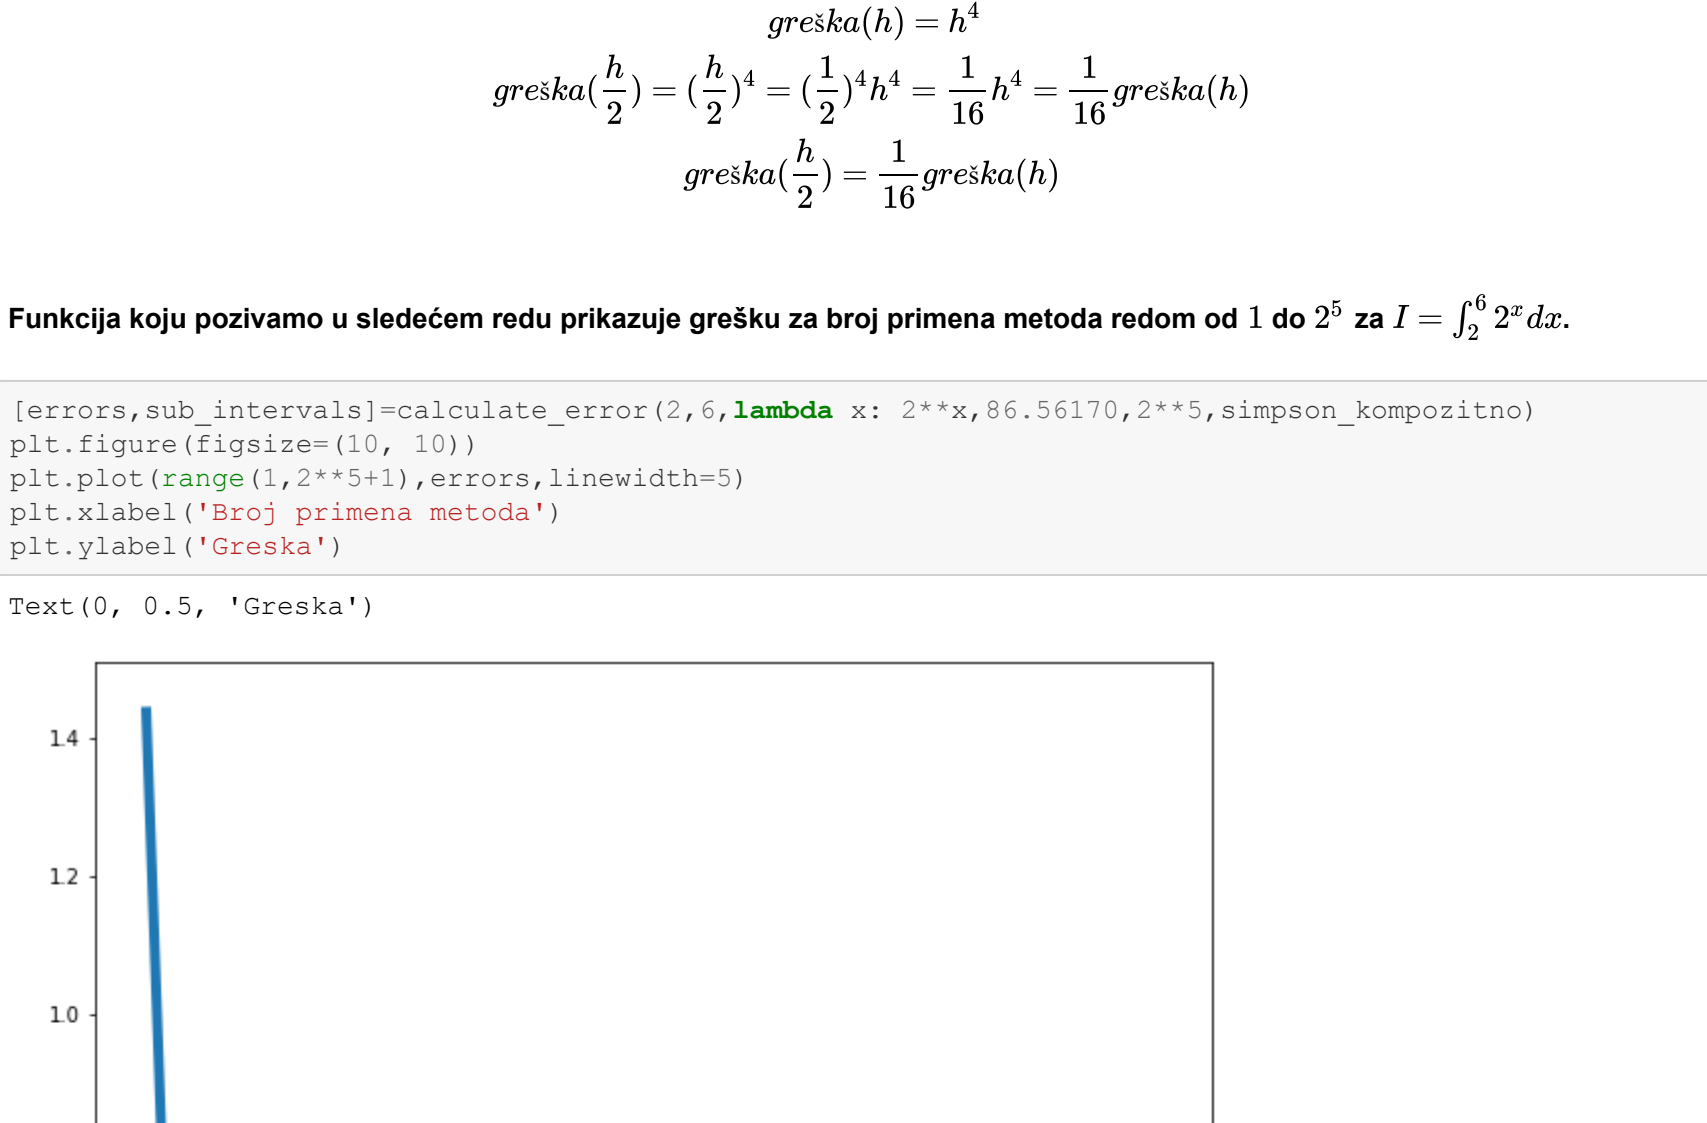 greška(h) = h^4
greška(h/2) = (h/2)^4 = (1/2)^4 h^4 = 1/16 h^4 = 1/16 greška(h)
greška(h/2) = 1/16 greška(h)
Funkcija koju pozivamo u sledećem redu prikazuje grešku za broj primena metoda redom od 1 do 2^5 za I = ∫_2^6 2^x dx.
[errors,sub_intervals]=calculate_error(2,6,lambda x: 2**x,86.56170,2**5,simpson_kompozitno)
plt.figure(figsize=(10, 10))
plt.plot(range(1,2**5+1),errors,linewidth=5)
plt.xlabel('Broj primena metoda')
plt.ylabel('Greska')
Text(0, 0.5, 'Greska')
1.4
1.2
1.0